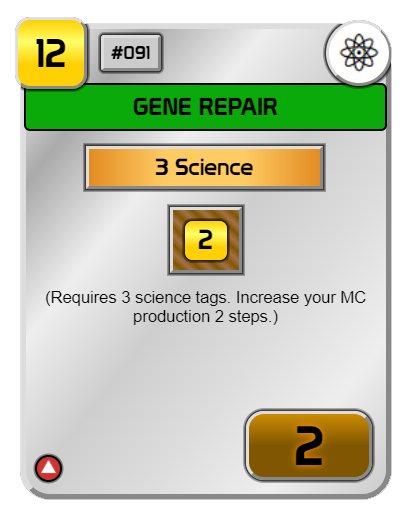 12
#091
GENE REPAIR
3 Science
2
(Requires 3 science tags. Increase your MC
production 2 steps.)
2